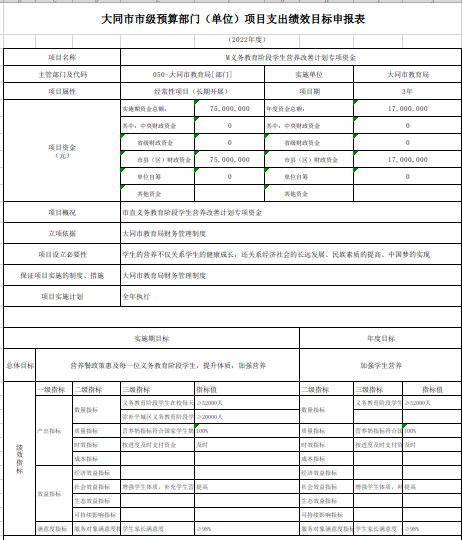 大同市市级预算部门（单位）项目支出绩效目标申报表
（2022年度）
项目名称 M义务教育阶段学生营养改善计划专项资金
主管部门及代码 050-大同市教育局[部门] 实施单位 大同市教育局
项目属性 经常性项目（长期开展） 项目期 3年
项目资金（元） 实施期资金总额： 75,000,000 年度资金总额： 17,000,000
其中：中央财政资金 0 其中：中央财政资金 0
省级财政资金 0 省级财政资金 0
市县（区）财政资金 75,000,000 市县（区）财政资金 17,000,000
单位自筹 0 单位自筹 0
其他资金 其他资金
项目概况 市直义务教育阶段学生营养改善计划专项资金
立项依据 大同市教育局财务管理制度
项目设立必要性 学生的营养不仅关系学生的健康成长，还关系经济社会的长远发展、民族素质的提高、中国梦的实现
保证项目实施的制度、措施 大同市教育局财务管理制度
项目实施计划 全年执行
实施期目标 年度目标
总体目标 营养餐政策惠及每一位义务教育阶段学生，提升体质，加强营养 加强学生营养
绩效指标 一级指标 二级指标 三级指标 指标值 二级指标 三级指标 指标值
产出指标 数量指标 义务教育阶段学生在校每天 ≥52000人 数量指标 义务教育阶段学生 ≥52000人
弥补平城区义务教育阶段学 ≥20000人
质量指标 营养奶指标符合国家学生奶 100% 质量指标 营养奶指标符合国 100%
时效指标 按进度及时支付资金 及时 时效指标 按进度及时支付资 及时
成本指标 成本指标
效益指标 经济效益指标 经济效益指标
社会效益指标 增强学生体质，补充学生营 提高 社会效益指标 增强学生体质，补 提高
生态效益指标 生态效益指标
可持续影响指标 可持续影响指标
满意度指标 服务对象满意度指 学生家长满意度 ≥98% 服务对象满意度指 学生家长满意度 ≥98%